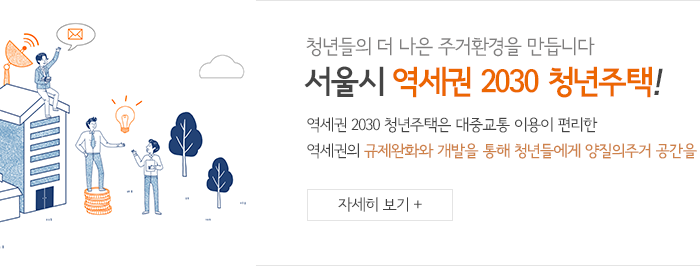 청년들의 더 나은 주거환경을 만듭니다
서울시 역세권 2030 청년주택!
역세권 2030 청년주택은 대중교통 이용이 편리한
역세권의 규제완화와 개발을 통해 청년들에게 양질의주거 공간을
자세히 보기 +